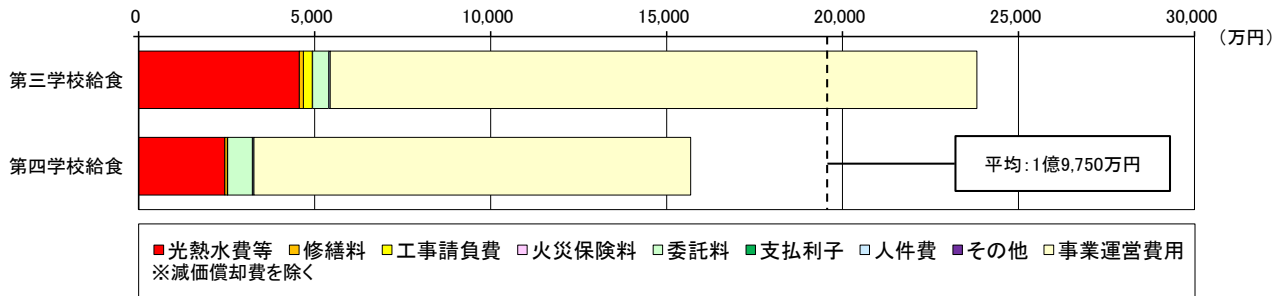 0 5,000 10,000 15,000 20,000 25,000 30,000
（万円）
第三学校給食
第四学校給食
平均：1億9,750万円
光熱水費等 修繕料 工事請負費 火災保険料 委託料 支払利子 人件費 その他 事業運営費用
※減価償却費を除く